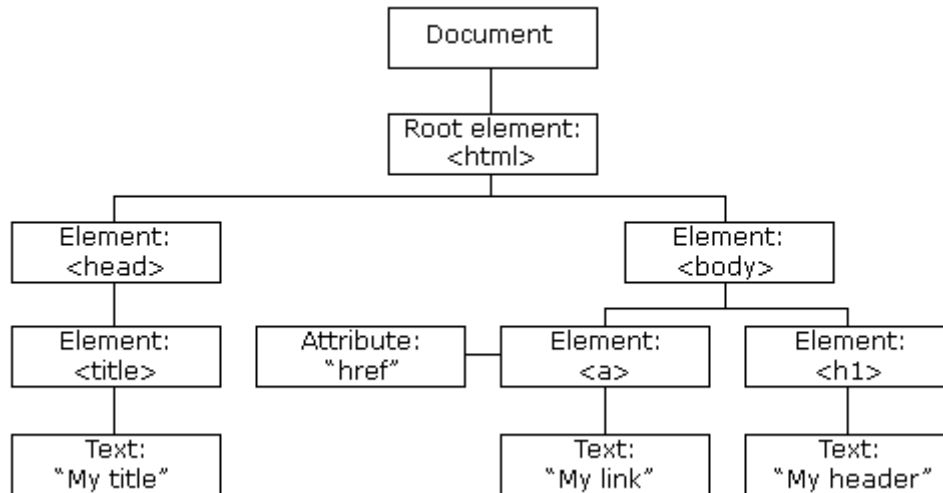 Document
Root element:
<html>
Element:
<head>
Element:
<body>
Element:
<title>
Attribute:
“href”
Element:
<a>
Element:
<h1>
Text:
“My title”
Text:
“My link”
Text:
“My header”